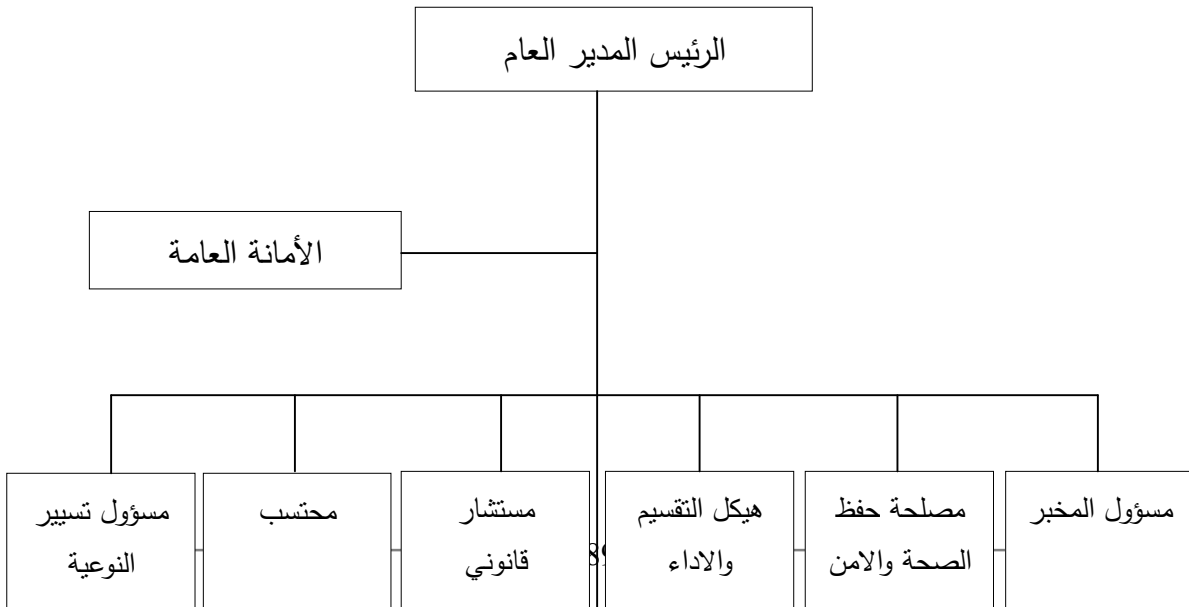 الرئيس المدير العام
الأمانة العامة
مسؤول المخبر
مصلحة حفظ
الصحة والامن
هيكل التقسيم
والاداء
مستشار
قانوني
محتسب
مسؤول تسيير
النوعية